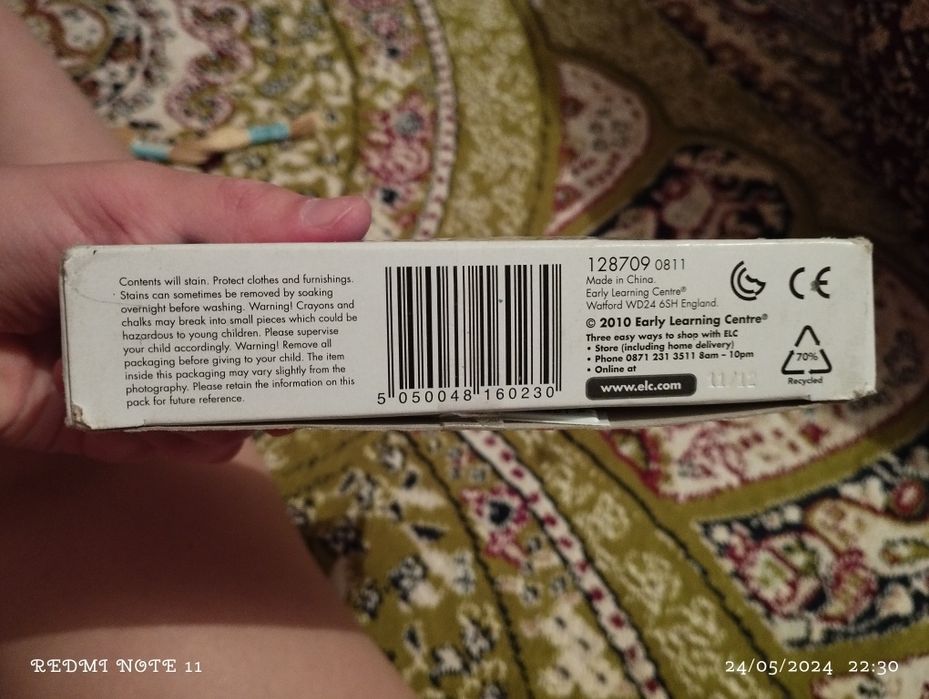 Contents will stain. Protect clothes and furnishings.
Stains can sometimes be removed by soaking
overnight before washing. Warning! Crayons and
chalks may break into small pieces which could be
hazardous to young children. Please supervise
your child accordingly. Warning! Remove all
packaging before giving to your child. The item
inside this packaging may vary slightly from the
photography. Please retain the information on this
pack for future reference.
5 050048 160230
128709 0811
Made in China.
Early Learning Centre®
Watford WD24 6SH England.
© 2010 Early Learning Centre®
Three easy ways to shop with ELC
• Store (including home delivery)
• Phone 0871 231 3511 8am – 10pm
• Online at
www.elc.com
11/12
CE
70%
Recycled
REDMI NOTE 11
24/05/2024 22:30